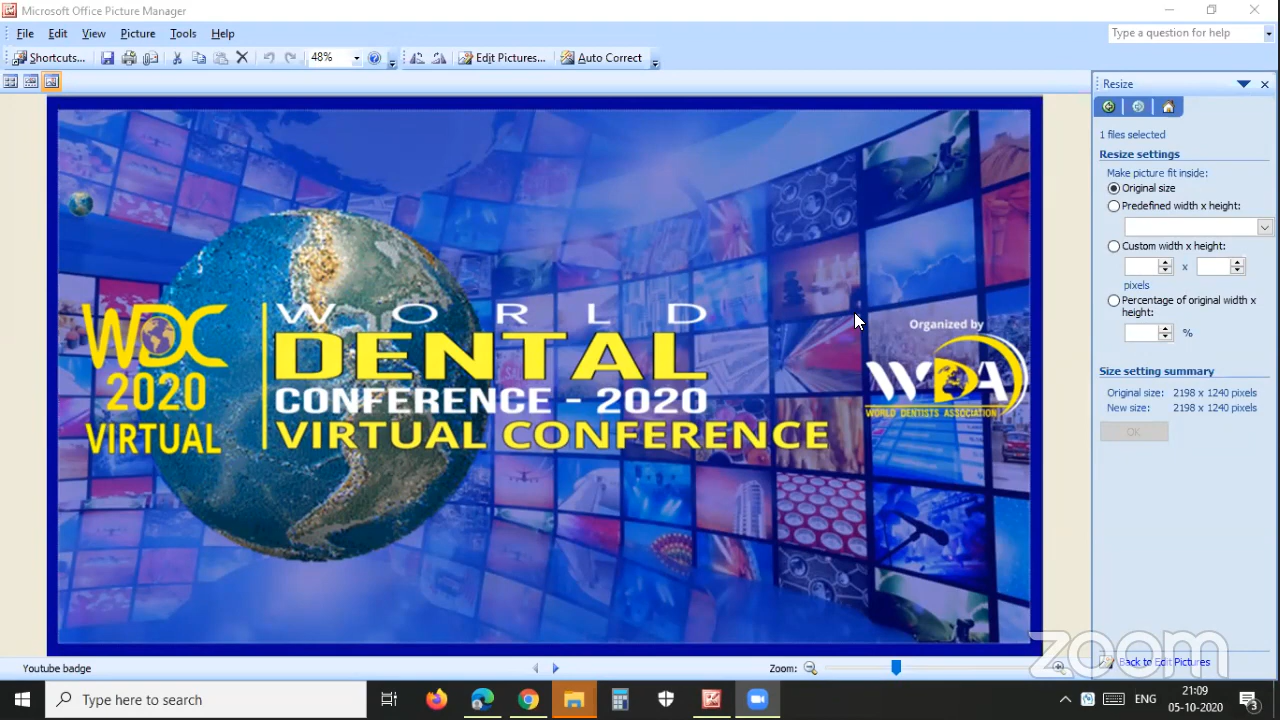 Microsoft Office Picture Manager
File Edit View Picture Tools Help
Type a question for help
Shortcuts... 48% Edit Pictures... Auto Correct
Resize
1 files selected
Resize settings
Make picture fit inside:
Original size
Predefined width x height:
Custom width x height:
x
pixels
Percentage of original width x
height:
%
Size setting summary
Original size: 2198 x 1240 pixels
New size: 2198 x 1240 pixels
OK
Back to Edit Pictures
WDC
2020
VIRTUAL
WORLD
DENTAL
CONFERENCE - 2020
VIRTUAL CONFERENCE
Organized by
WDA
WORLD DENTISTS ASSOCIATION
zoom
Youtube badge
Zoom:
Type here to search
ENG
21:09
05-10-2020
3